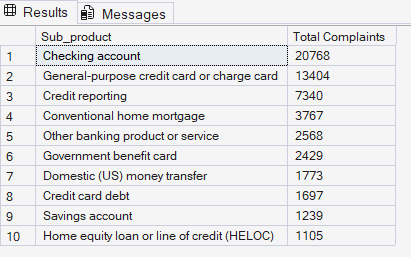 Results Messages
Sub_product Total Complaints
1 Checking account 20768
2 General-purpose credit card or charge card 13404
3 Credit reporting 7340
4 Conventional home mortgage 3767
5 Other banking product or service 2568
6 Government benefit card 2429
7 Domestic (US) money transfer 1773
8 Credit card debt 1697
9 Savings account 1239
10 Home equity loan or line of credit (HELOC) 1105